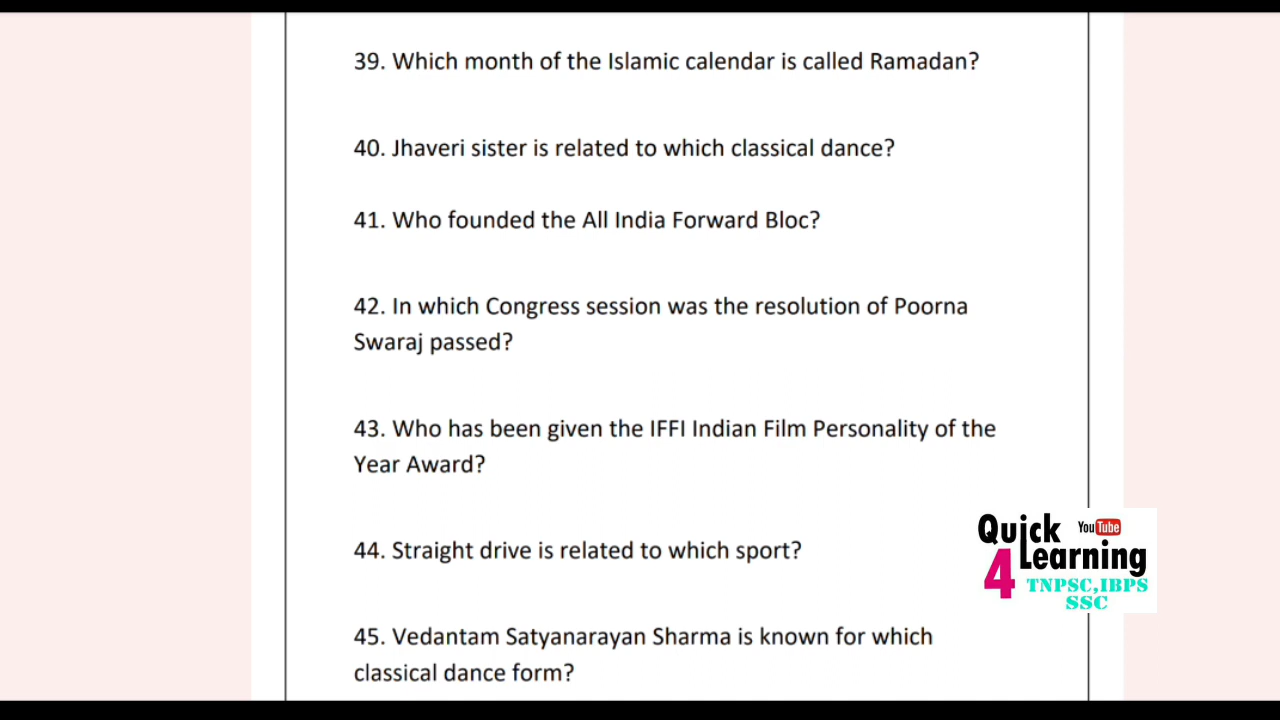 39. Which month of the Islamic calendar is called Ramadan?
40. Jhaveri sister is related to which classical dance?
41. Who founded the All India Forward Bloc?
42. In which Congress session was the resolution of Poorna
Swaraj passed?
43. Who has been given the IFFI Indian Film Personality of the
Year Award?
44. Straight drive is related to which sport?
45. Vedantam Satyanarayan Sharma is known for which
classical dance form?
Quick YouTube
4 Learning
TNPSC,IBPS
SSC